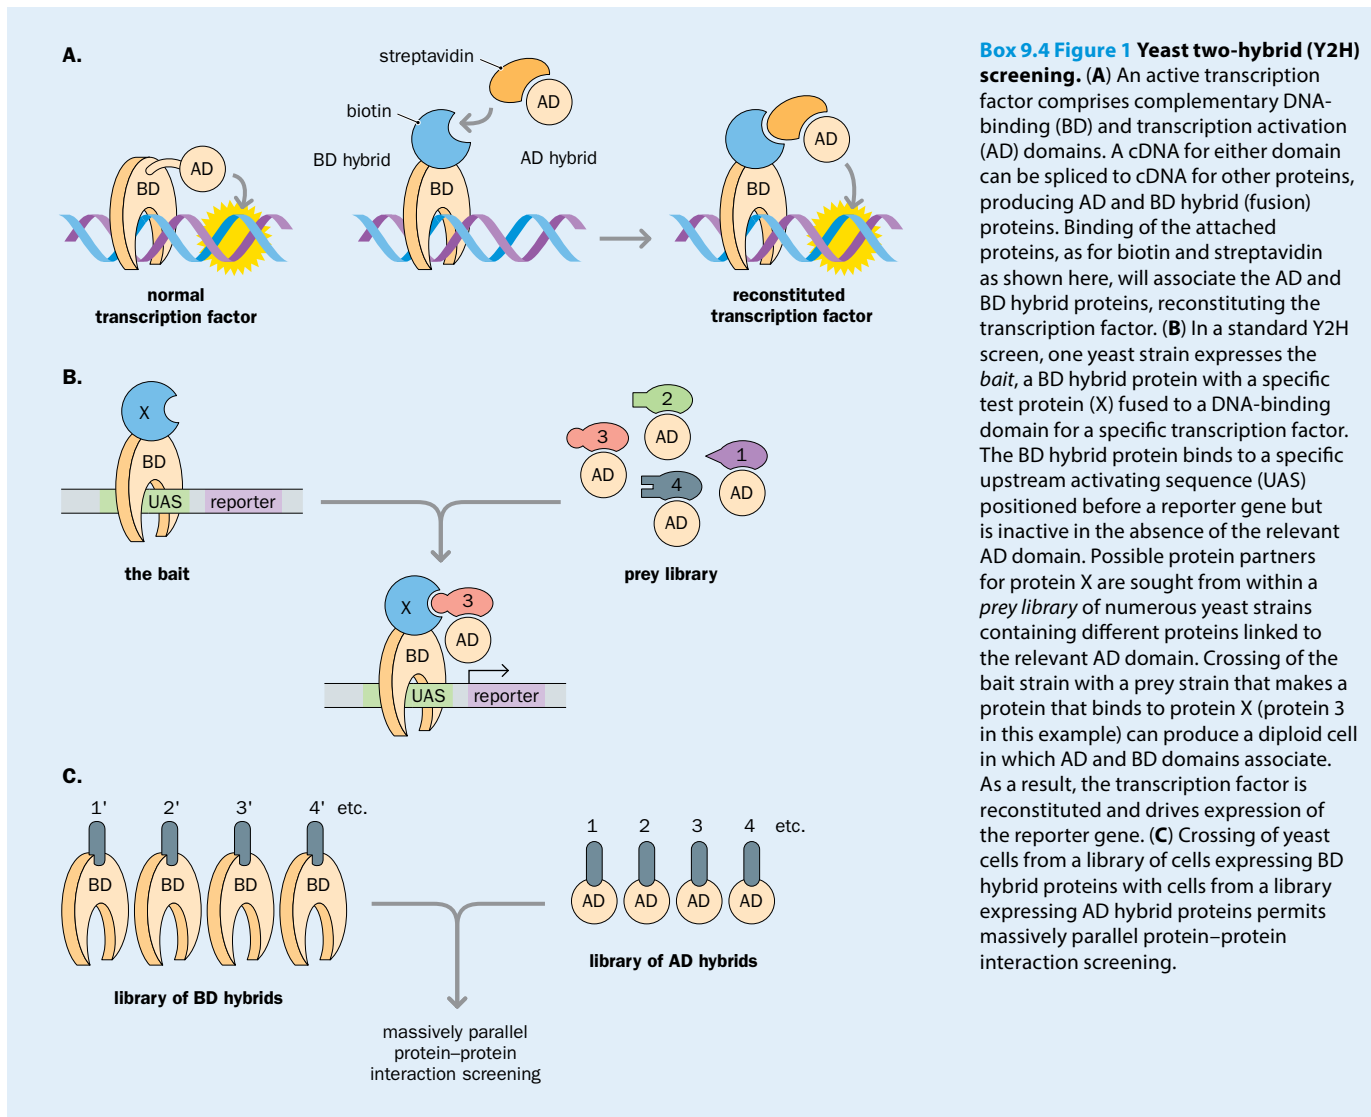 A.
streptavidin
AD
biotin
BD hybrid
AD hybrid
AD
BD
BD
AD
BD
normal
transcription factor
reconstituted
transcription factor
B.
X
BD
UAS
reporter
the bait
2
AD
3
AD
1
AD
4
AD
prey library
X
3
AD
BD
UAS
reporter
C.
1' 2' 3' 4' etc.
BD BD BD BD
library of BD hybrids
1 2 3 4 etc.
AD AD AD AD
library of AD hybrids
massively parallel
protein–protein
interaction screening
Box 9.4 Figure 1 Yeast two-hybrid (Y2H)
screening. (A) An active transcription
factor comprises complementary DNA-
binding (BD) and transcription activation
(AD) domains. A cDNA for either domain
can be spliced to cDNA for other proteins,
producing AD and BD hybrid (fusion)
proteins. Binding of the attached
proteins, as for biotin and streptavidin
as shown here, will associate the AD and
BD hybrid proteins, reconstituting the
transcription factor. (B) In a standard Y2H
screen, one yeast strain expresses the
bait, a BD hybrid protein with a specific
test protein (X) fused to a DNA-binding
domain for a specific transcription factor.
The BD hybrid protein binds to a specific
upstream activating sequence (UAS)
positioned before a reporter gene but
is inactive in the absence of the relevant
AD domain. Possible protein partners
for protein X are sought from within a
prey library of numerous yeast strains
containing different proteins linked to
the relevant AD domain. Crossing of the
bait strain with a prey strain that makes a
protein that binds to protein X (protein 3
in this example) can produce a diploid cell
in which AD and BD domains associate.
As a result, the transcription factor is
reconstituted and drives expression of
the reporter gene. (C) Crossing of yeast
cells from a library of cells expressing BD
hybrid proteins with cells from a library
expressing AD hybrid proteins permits
massively parallel protein–protein
interaction screening.